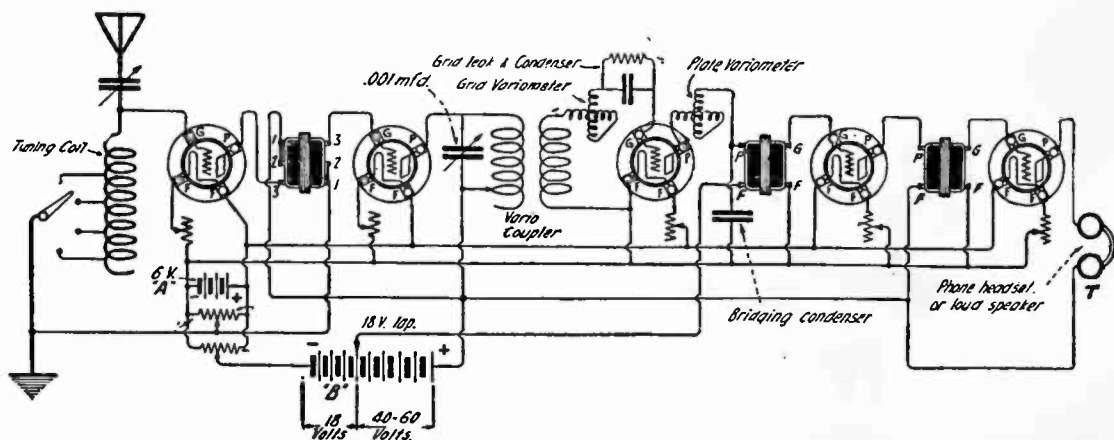 Tuning Coil
G
P
F
F
1
2
3
3
2
1
G
P
F
F
.001 mfd.
Grid leak & Condenser
Grid Variometer
Plate Variometer
Vario
Coupler
G
P
F
F
P
G
F
F
G
P
F
F
P
G
F
F
G
P
F
F
6 V.
"A"
-
+
18 V. tap.
-
+
"B"
18
Volts
40-60
Volts.
Bridging condenser
Phone headset.
or loud speaker
T